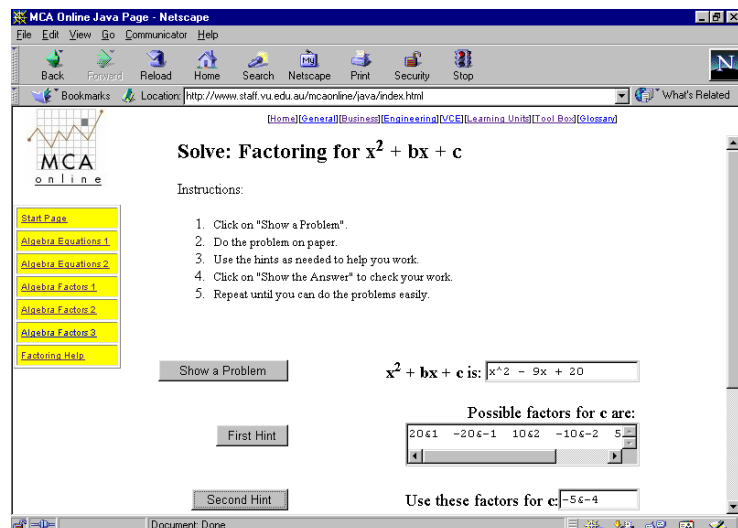 MCA Online Java Page - Netscape
File Edit View Go Communicator Help
Back Forward Reload Home Search Netscape Print Security Stop
My
N
Bookmarks Location: http://www.staff.vu.edu.au/mcaonline/java/index.html What's Related
[Home][General][Business][Engineering][VCE][Learning Units][Tool Box][Glossary]
MCA
online
Solve: Factoring for x² + bx + c
Instructions:
1. Click on "Show a Problem".
2. Do the problem on paper.
3. Use the hints as needed to help you work.
4. Click on "Show the Answer" to check your work.
5. Repeat until you can do the problems easily.
Start Page
Algebra Equations 1
Algebra Equations 2
Algebra Factors 1
Algebra Factors 2
Algebra Factors 3
Factoring Help
Show a Problem x² + bx + c is: x^2 - 9x + 20
Possible factors for c are:
First Hint 20&1 -20&-1 10&2 -10&-2 5
Second Hint Use these factors for c: -5&-4
Document: Done